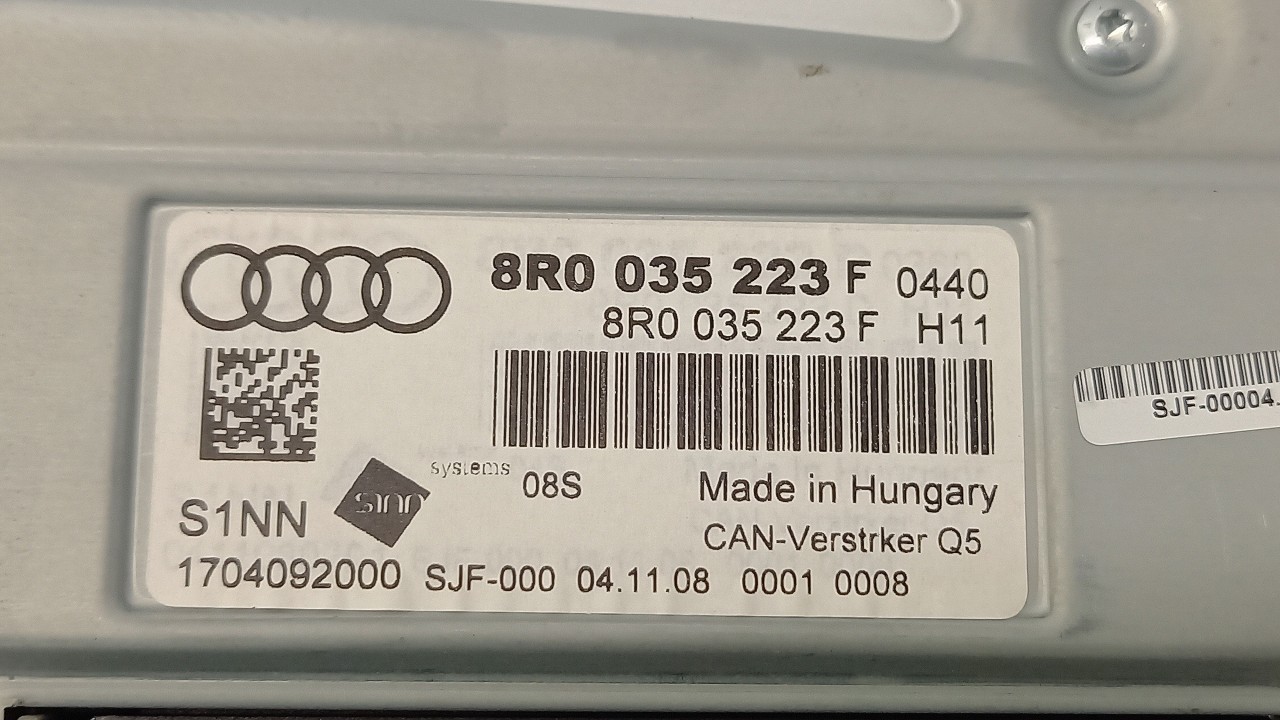 8R0 035 223 F 0440
8R0 035 223 F H11
SJF-00004.
systems
sınn
08S
Made in Hungary
S1NN
CAN-Verstrker Q5
1704092000 SJF-000 04.11.08 0001 0008